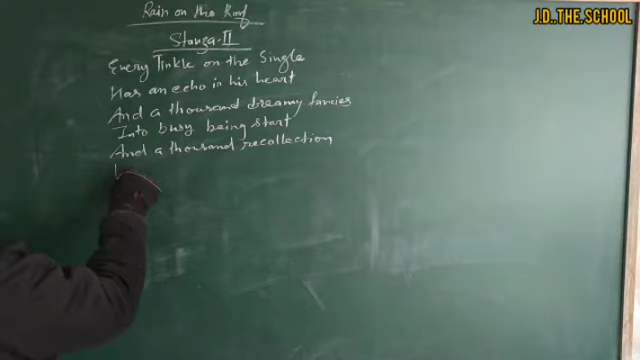 J.D..THE.SCHOOL
Rain on the Roof
Stanza-II
Every Tinkle on the Single
Has an echo in his heart
And a thousand dreamy fancies
Into busy being start
And a thousand recollection